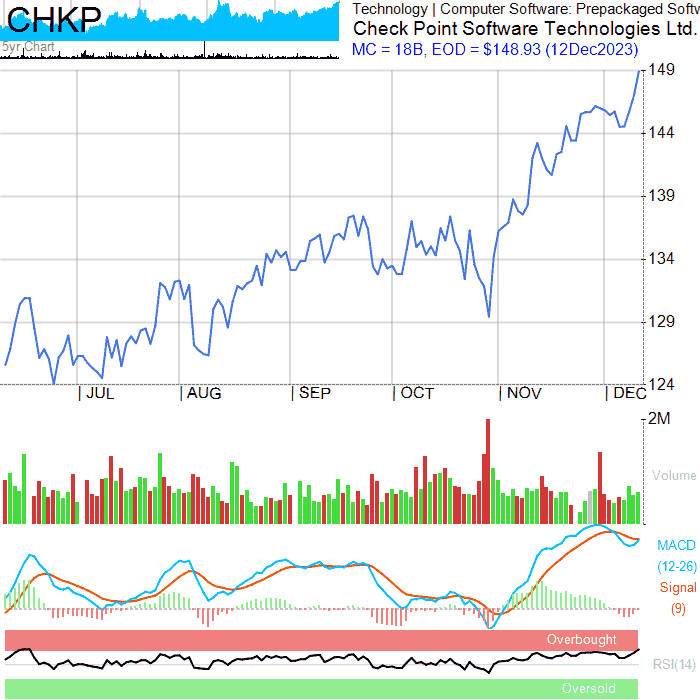 CHKP
Technology | Computer Software: Prepackaged Softw
Check Point Software Technologies Ltd.
MC = 18B, EOD = $148.93 (12Dec2023)
5yr Chart
149
144
139
134
129
124
JUL AUG SEP OCT NOV DEC
2M
Volume
MACD
(12-26)
Signal
(9)
Overbought
RSI(14)
Oversold